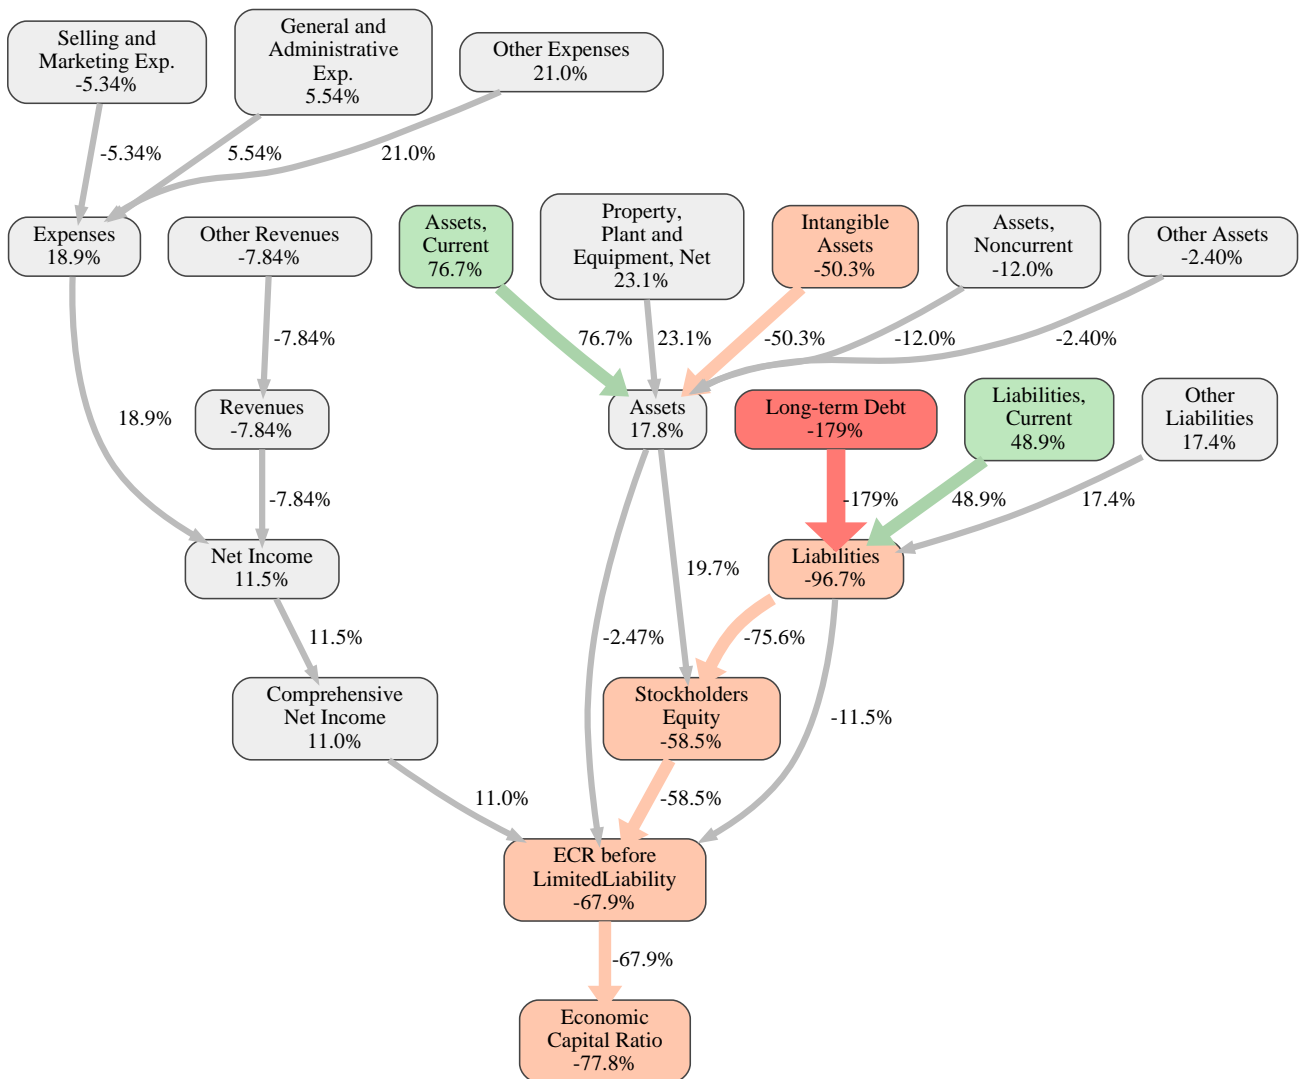 Selling and
Marketing Exp.
-5.34%
General and
Administrative
Exp.
5.54%
Other Expenses
21.0%
-5.34%
5.54%
21.0%
Expenses
18.9%
Other Revenues
-7.84%
Assets,
Current
76.7%
Property,
Plant and
Equipment, Net
23.1%
Intangible
Assets
-50.3%
Assets,
Noncurrent
-12.0%
Other Assets
-2.40%
-7.84%
76.7%
23.1%
-50.3%
-12.0%
-2.40%
18.9%
Revenues
-7.84%
Assets
17.8%
Long-term Debt
-179%
Liabilities,
Current
48.9%
Other
Liabilities
17.4%
-7.84%
-179%
48.9%
17.4%
Net Income
11.5%
19.7%
Liabilities
-96.7%
11.5%
-2.47%
-75.6%
Comprehensive
Net Income
11.0%
Stockholders
Equity
-58.5%
-11.5%
11.0%
-58.5%
ECR before
LimitedLiability
-67.9%
-67.9%
Economic
Capital Ratio
-77.8%